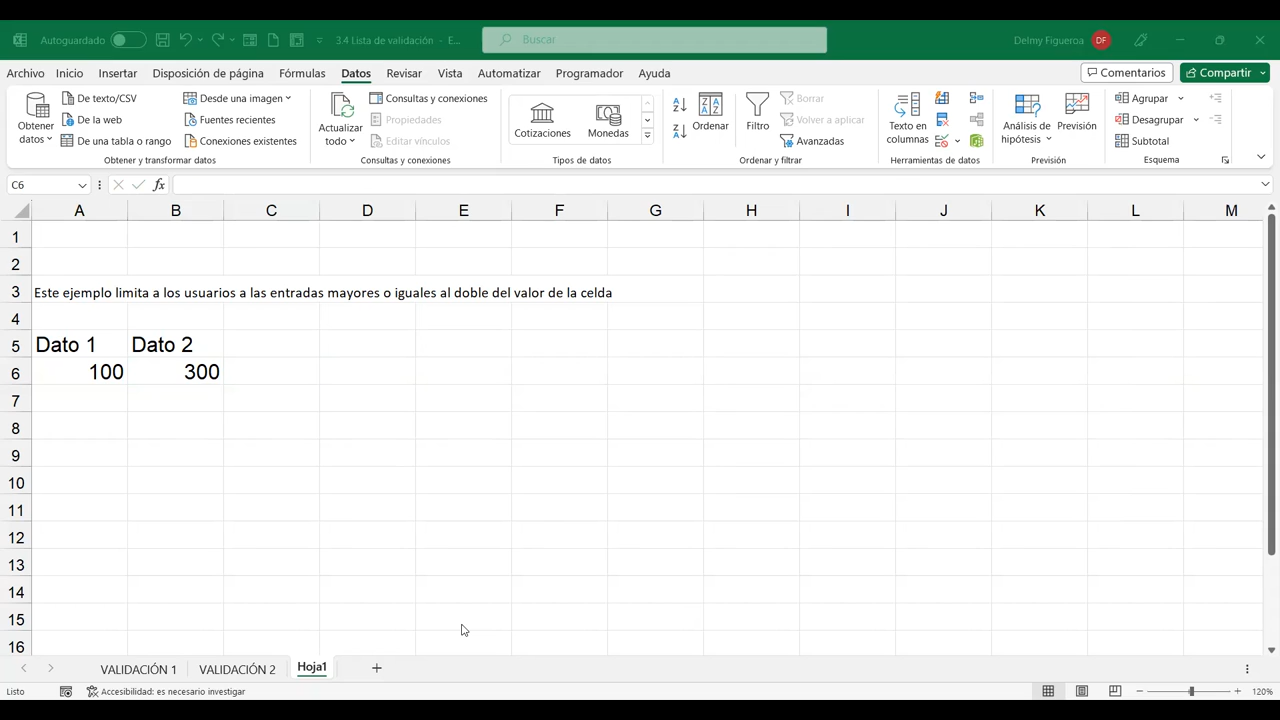 Autoguardado
3.4 Lista de validación - E...
Buscar
Delmy Figueroa DF
Archivo Inicio Insertar Disposición de página Fórmulas Datos Revisar Vista Automatizar Programador Ayuda
Comentarios Compartir
Obtener datos
De texto/CSV
De la web
De una tabla o rango
Desde una imagen
Fuentes recientes
Conexiones existentes
Obtener y transformar datos
Actualizar todo
Consultas y conexiones
Propiedades
Editar vínculos
Consultas y conexiones
Cotizaciones
Monedas
Tipos de datos
Ordenar
Filtro
Borrar
Volver a aplicar
Avanzadas
Ordenar y filtrar
Texto en columnas
Herramientas de datos
Análisis de hipótesis
Previsión
Previsión
Agrupar
Desagrupar
Subtotal
Esquema
C6
fx
A B C D E F G H I J K L M
1
2
3 Este ejemplo limita a los usuarios a las entradas mayores o iguales al doble del valor de la celda
4
5 Dato 1 Dato 2
6 100 300
7
8
9
10
11
12
13
14
15
16
VALIDACIÓN 1 VALIDACIÓN 2 Hoja1
Listo
Accesibilidad: es necesario investigar
120%